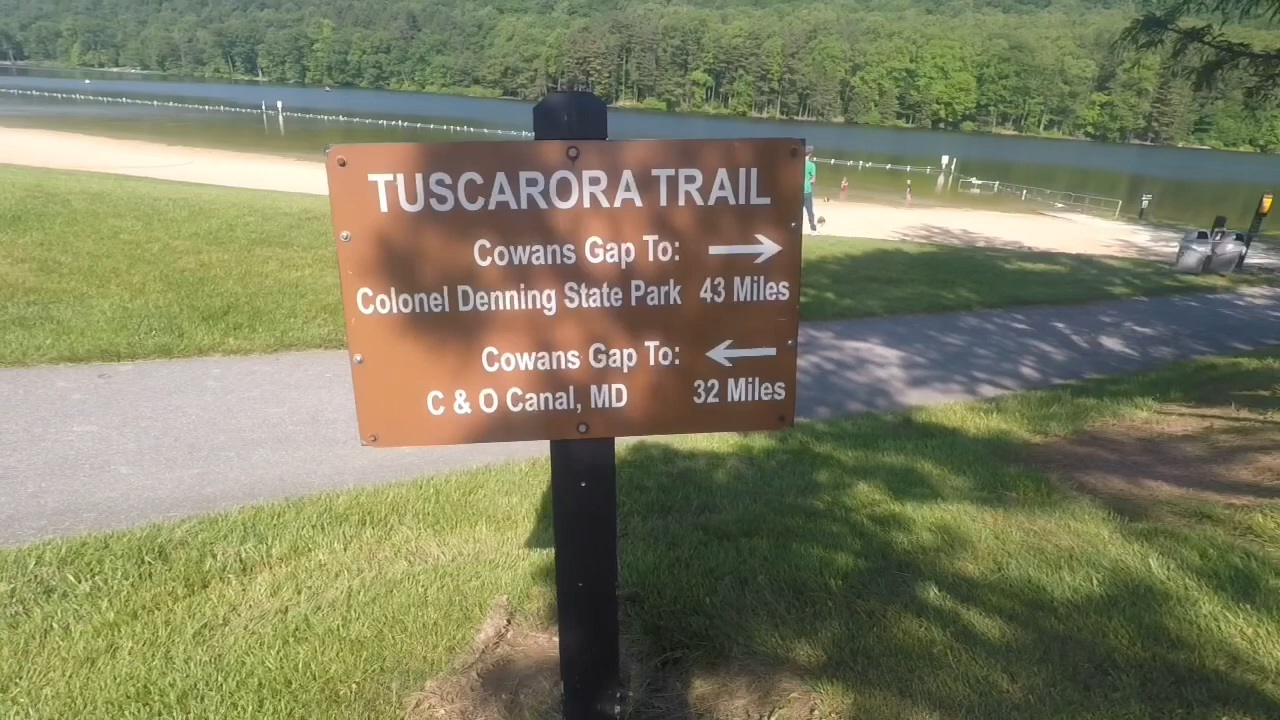 TUSCARORA TRAIL
Cowans Gap To:
Colonel Denning State Park 43 Miles
Cowans Gap To:
C & O Canal, MD 32 Miles